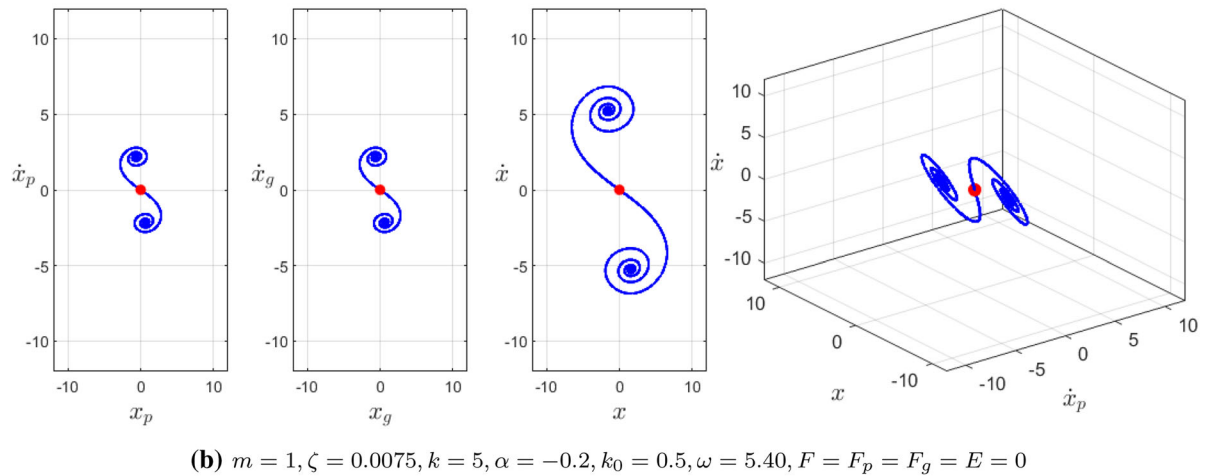 10
5
0
-5
-10
ẋ_p
-10 0 10
x_p
10
5
0
-5
-10
ẋ_g
-10 0 10
x_g
10
5
0
-5
-10
ẋ
-10 0 10
x
10
5
0
-5
-10
ẋ
10
0
-10
x
-10
-5
0
5
10
ẋ_p
(b) m = 1, ζ = 0.0075, k = 5, α = −0.2, k₀ = 0.5, ω = 5.40, F = F_p = F_g = E = 0